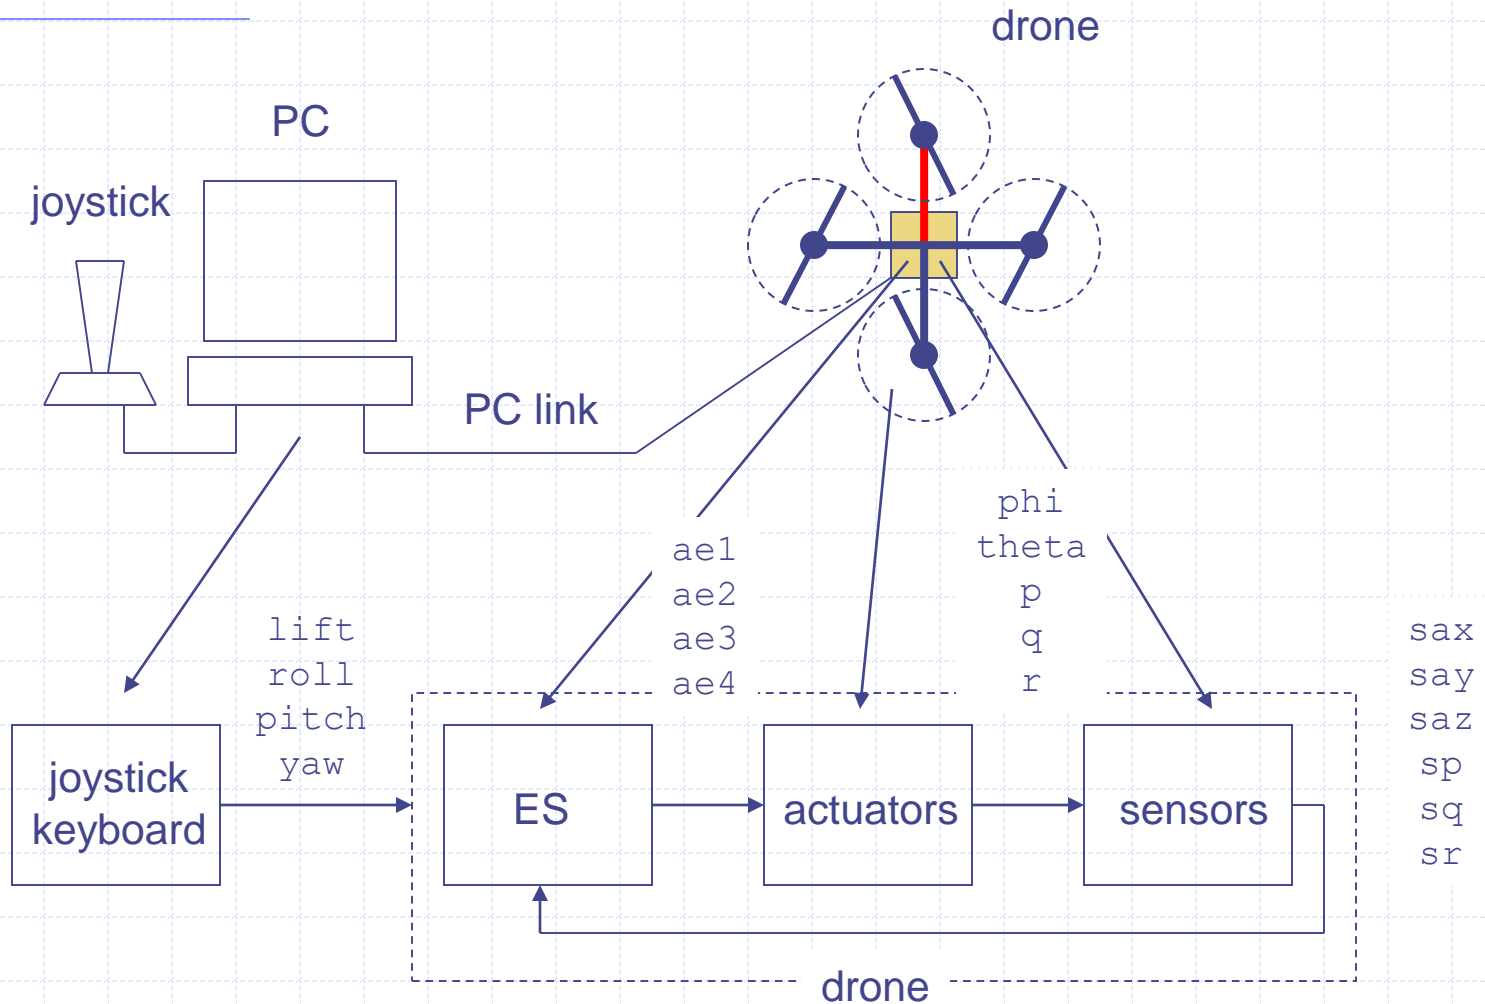 drone
PC
joystick
PC link
phi
theta
p
q
r
ae1
ae2
ae3
ae4
lift
roll
pitch
yaw
sax
say
saz
sp
sq
sr
joystick
keyboard
ES
actuators
sensors
drone